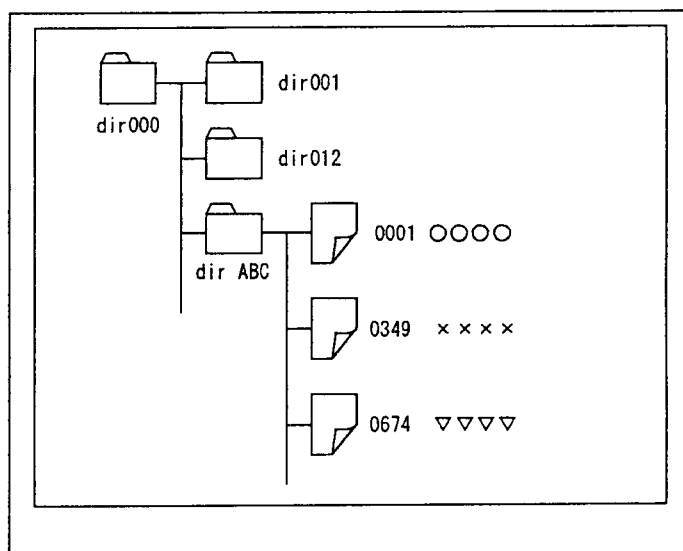 dir001
dir000
dir012
dir ABC
0001 ○○○○
0349 ××××
0674 ▽▽▽▽